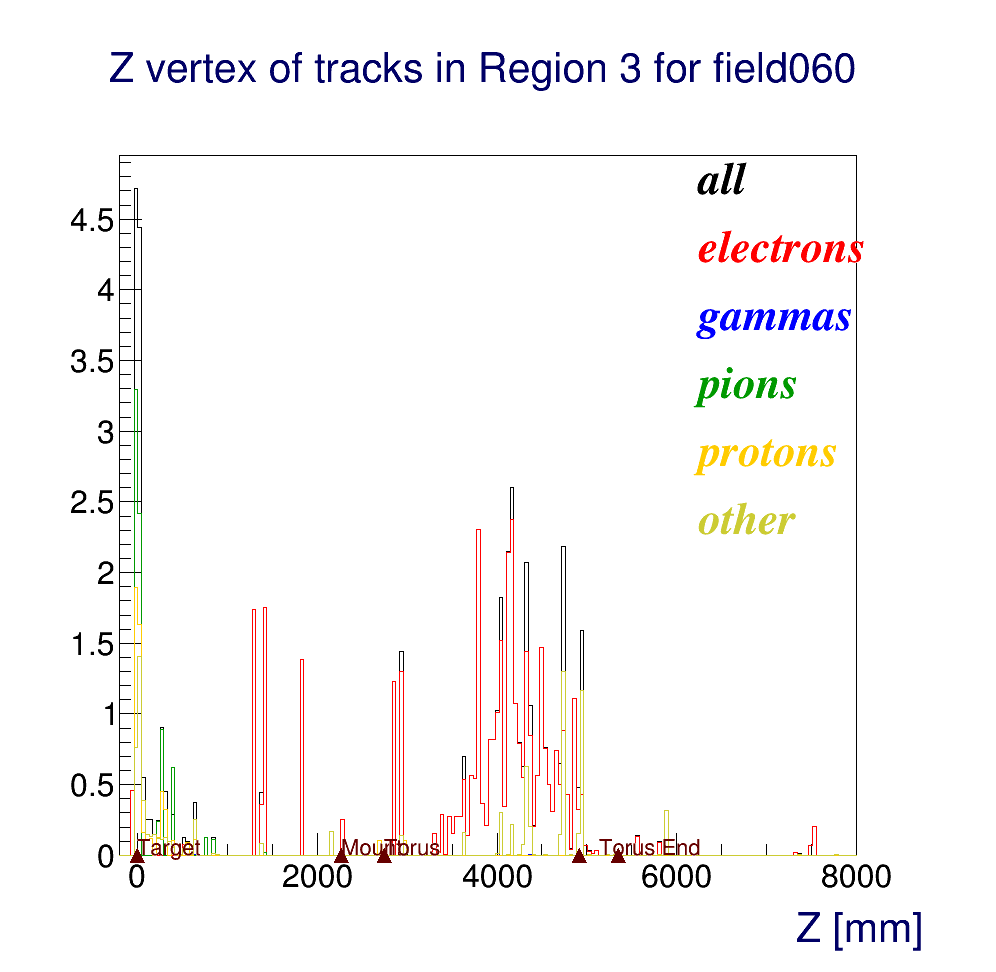 Z vertex of tracks in Region 3 for field060
all
electrons
gammas
pions
protons
other
4.5
4
3.5
3
2.5
2
1.5
1
0.5
0
Target
Mount
Torus
Torus End
0
2000
4000
6000
8000
Z [mm]